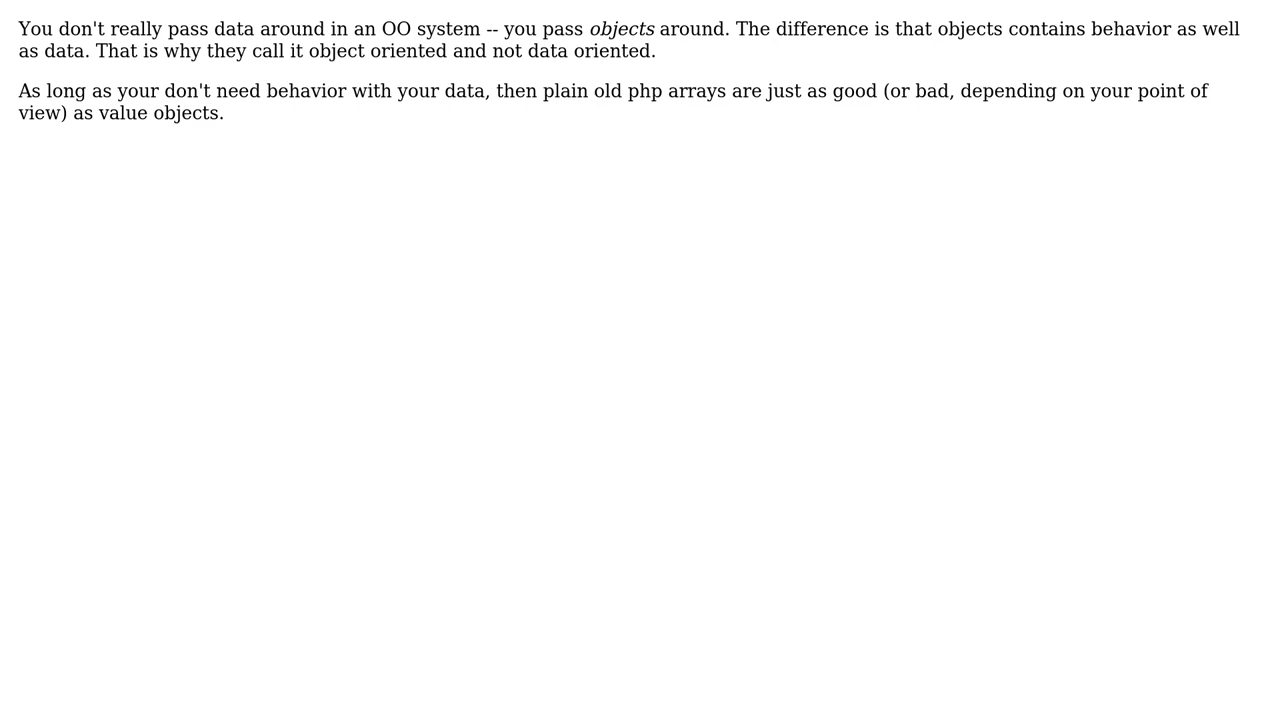 You don't really pass data around in an OO system -- you pass objects around. The difference is that objects contains behavior as well
as data. That is why they call it object oriented and not data oriented.
As long as your don't need behavior with your data, then plain old php arrays are just as good (or bad, depending on your point of
view) as value objects.